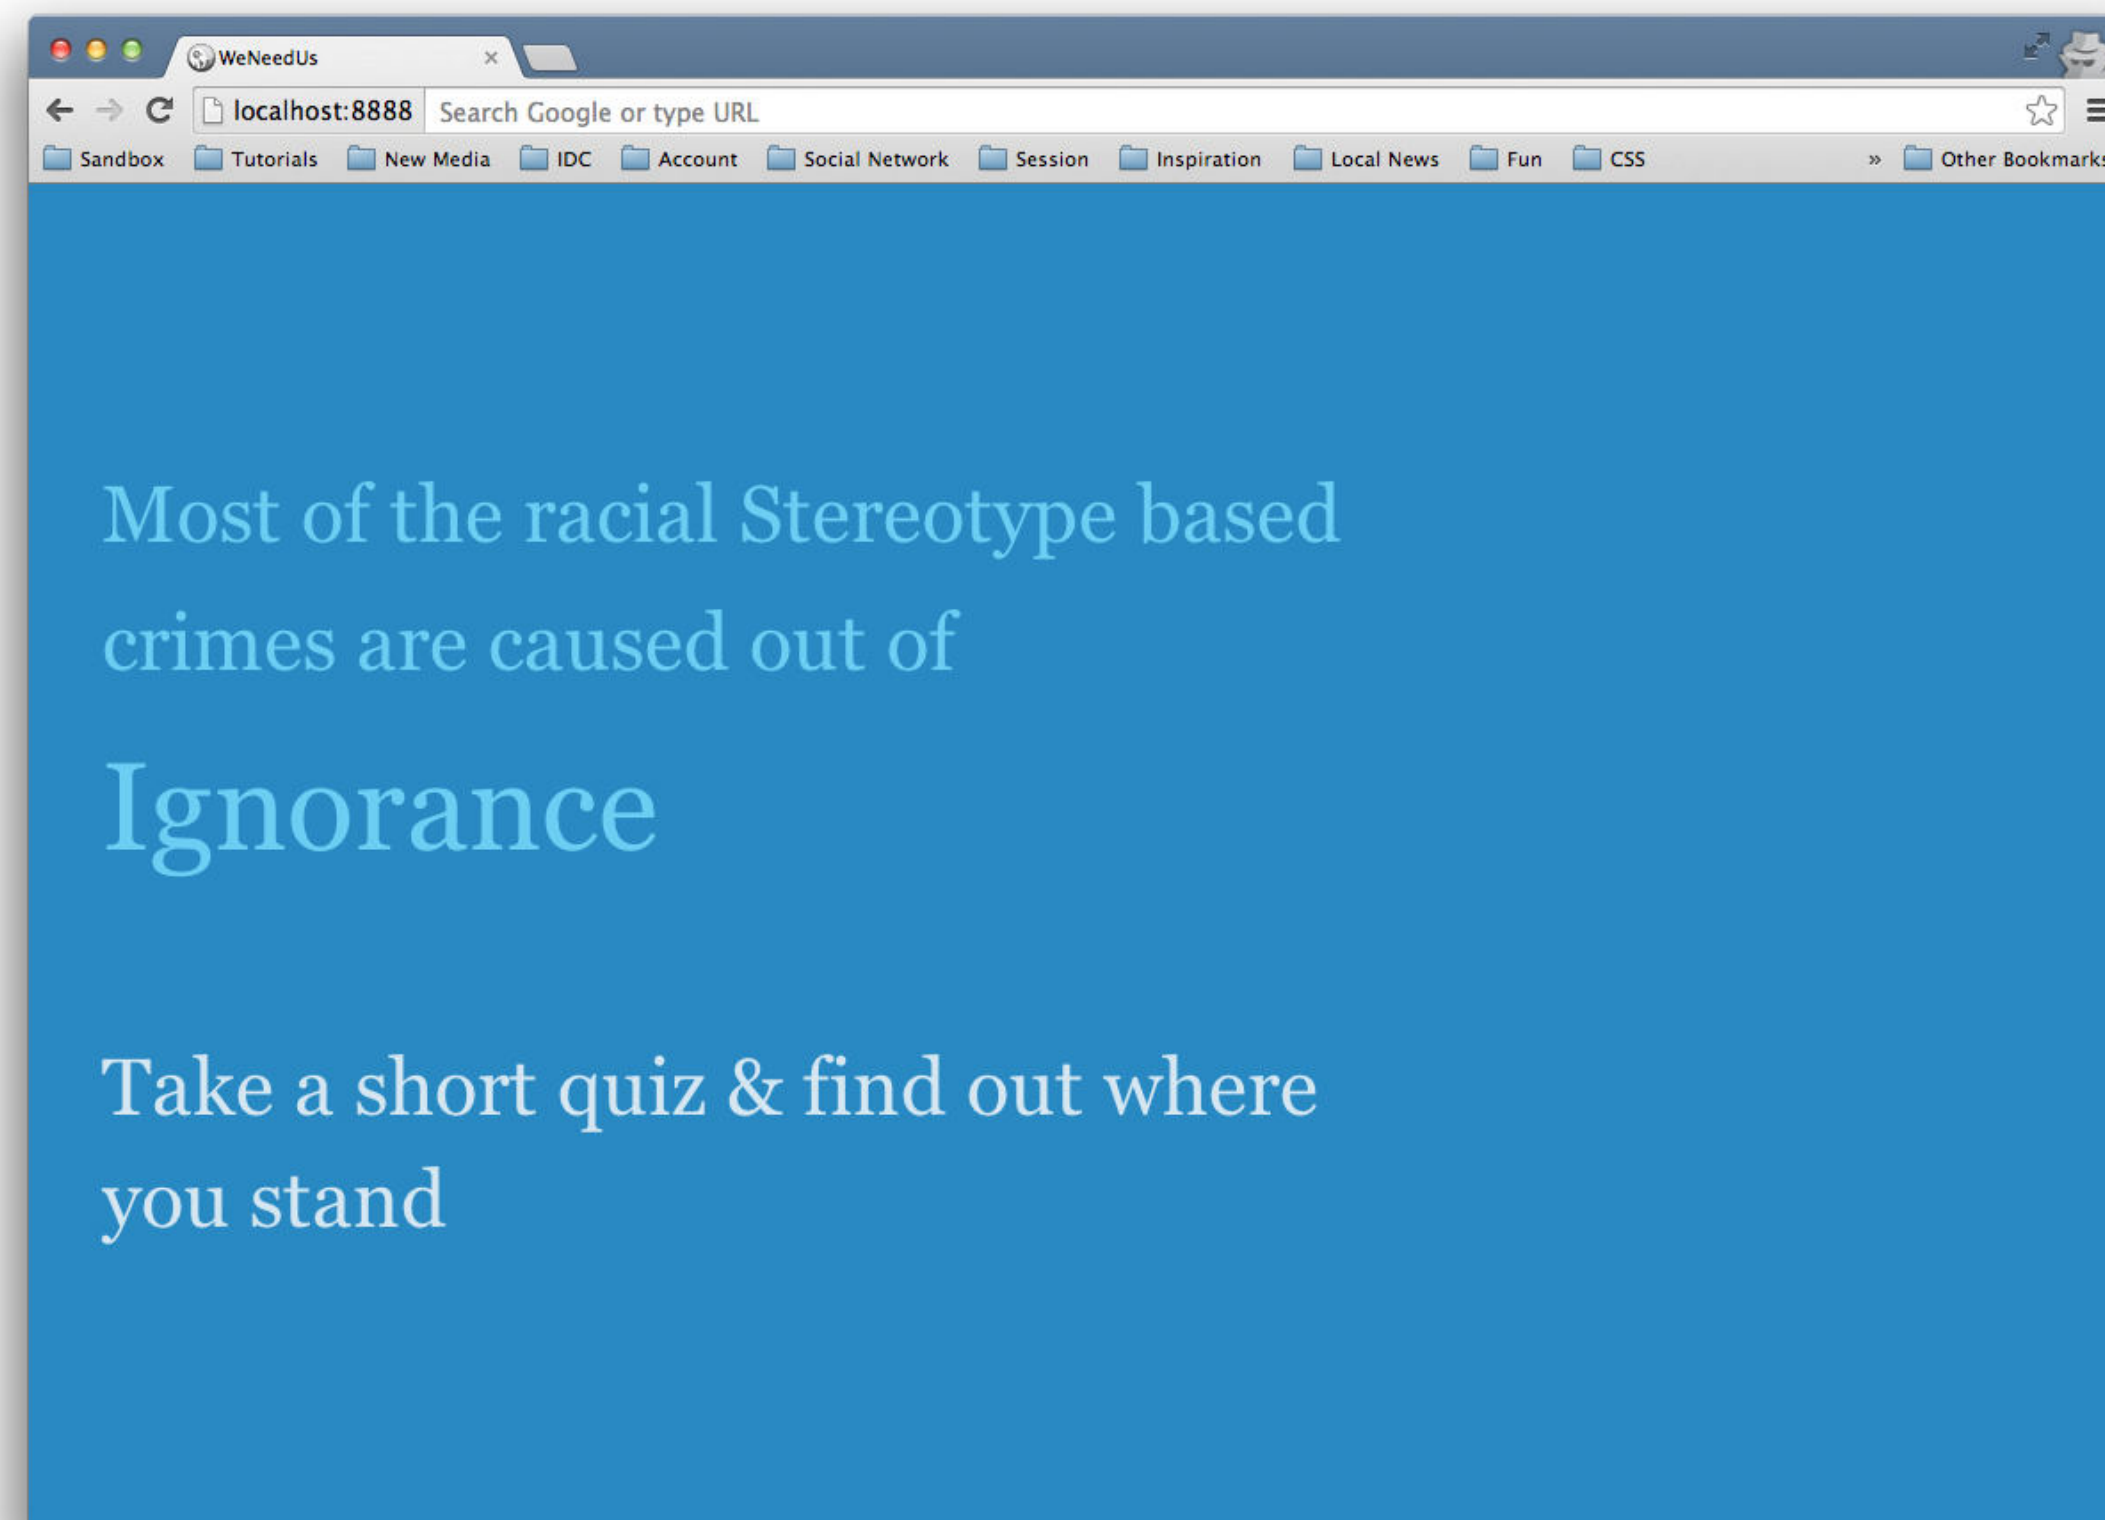 WeNeedUs
localhost:8888 Search Google or type URL
Sandbox Tutorials New Media IDC Account Social Network Session Inspiration Local News Fun CSS » Other Bookmarks
Most of the racial Stereotype based
crimes are caused out of
Ignorance
Take a short quiz & find out where
you stand